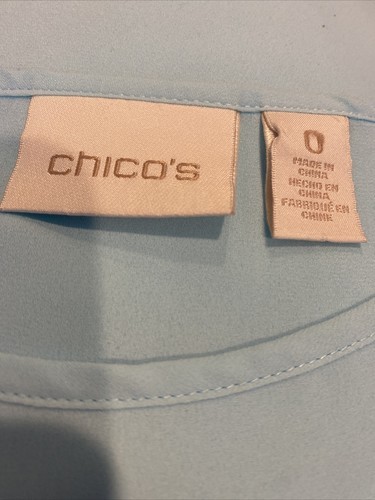 chico's
0
MADE IN
CHINA
HECHO EN
CHINA
FABRIQUÉ EN
CHINE